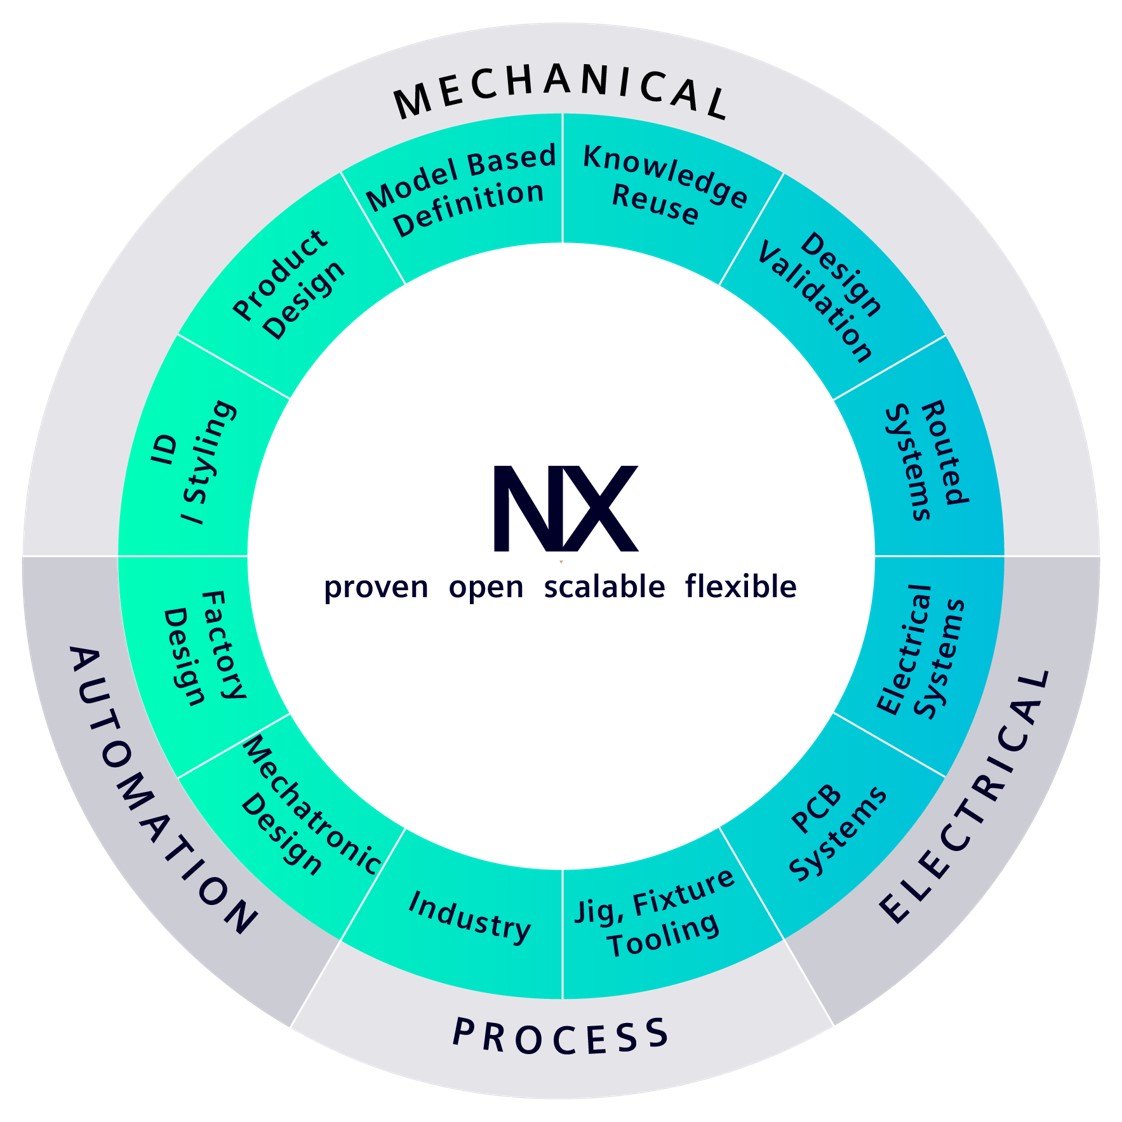 MECHANICAL
Model Based
Definition
Knowledge
Reuse
Design
Validation
Routed
Systems
Electrical
Systems
PCB
Systems
Jig, Fixture
Tooling
Industry
Mechatronic
Design
Factory
Design
ID
/ Styling
Product
Design
ELECTRICAL
PROCESS
AUTOMATION
NX
proven open scalable flexible